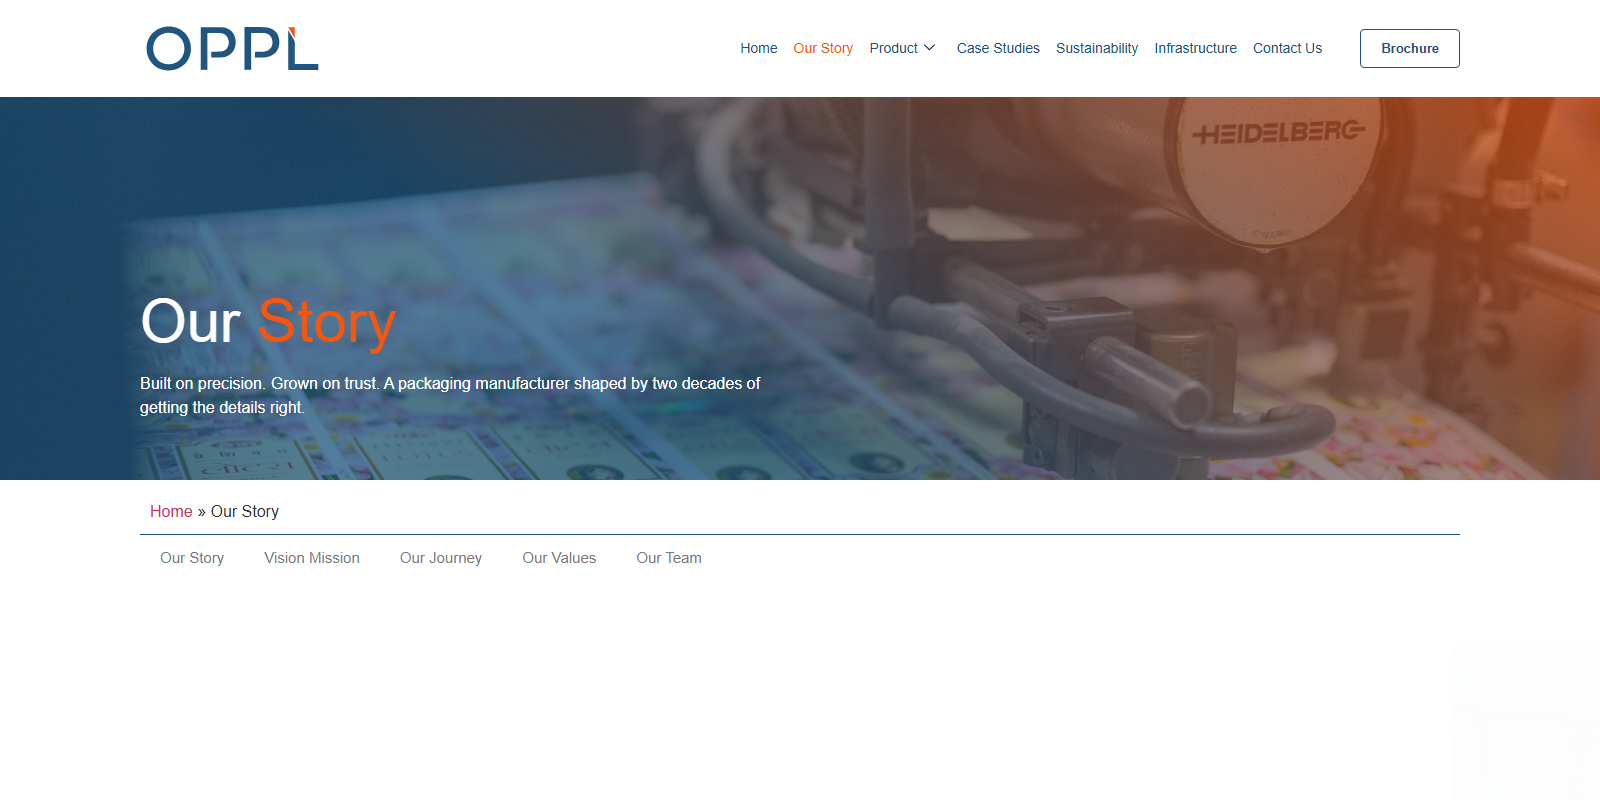 OPPL
Home Our Story Product Case Studies Sustainability Infrastructure Contact Us Brochure
HEIDELBERG
Our Story
Built on precision. Grown on trust. A packaging manufacturer shaped by two decades of
getting the details right.
Home » Our Story
Our Story Vision Mission Our Journey Our Values Our Team